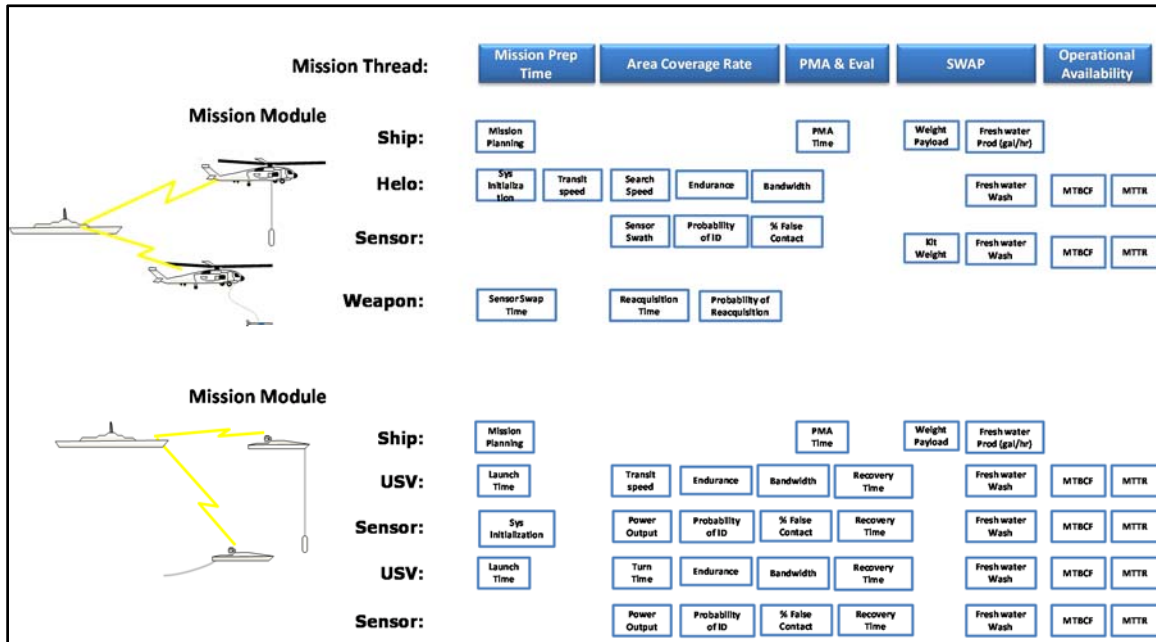 Mission Thread:
Mission Prep
Time
Area Coverage Rate
PMA & Eval
SWAP
Operational
Availability
Mission Module
Ship:
Mission
Planning
PMA
Time
Weight
Payload
Fresh water
Prod (gal/hr)
Helo:
Sys
Initializa
tion
Transit
speed
Search
Speed
Endurance
Bandwidth
Fresh water
Wash
MTBCF
MTTR
Sensor:
Sensor
Swath
Probability
of ID
% False
Contact
Kit
Weight
Fresh water
Wash
MTBCF
MTTR
Weapon:
Sensor Swap
Time
Reacquisition
Time
Probability of
Reacquisition
Mission Module
Ship:
Mission
Planning
PMA
Time
Weight
Payload
Fresh water
Prod (gal/hr)
USV:
Launch
Time
Transit
speed
Endurance
Bandwidth
Recovery
Time
Fresh water
Wash
MTBCF
MTTR
Sensor:
Sys
Initialization
Power
Output
Probability
of ID
% False
Contact
Recovery
Time
Fresh water
Wash
MTBCF
MTTR
USV:
Launch
Time
Turn
Time
Endurance
Bandwidth
Recovery
Time
Fresh water
Wash
MTBCF
MTTR
Sensor:
Power
Output
Probability
of ID
% False
Contact
Recovery
Time
Fresh water
Wash
MTBCF
MTTR